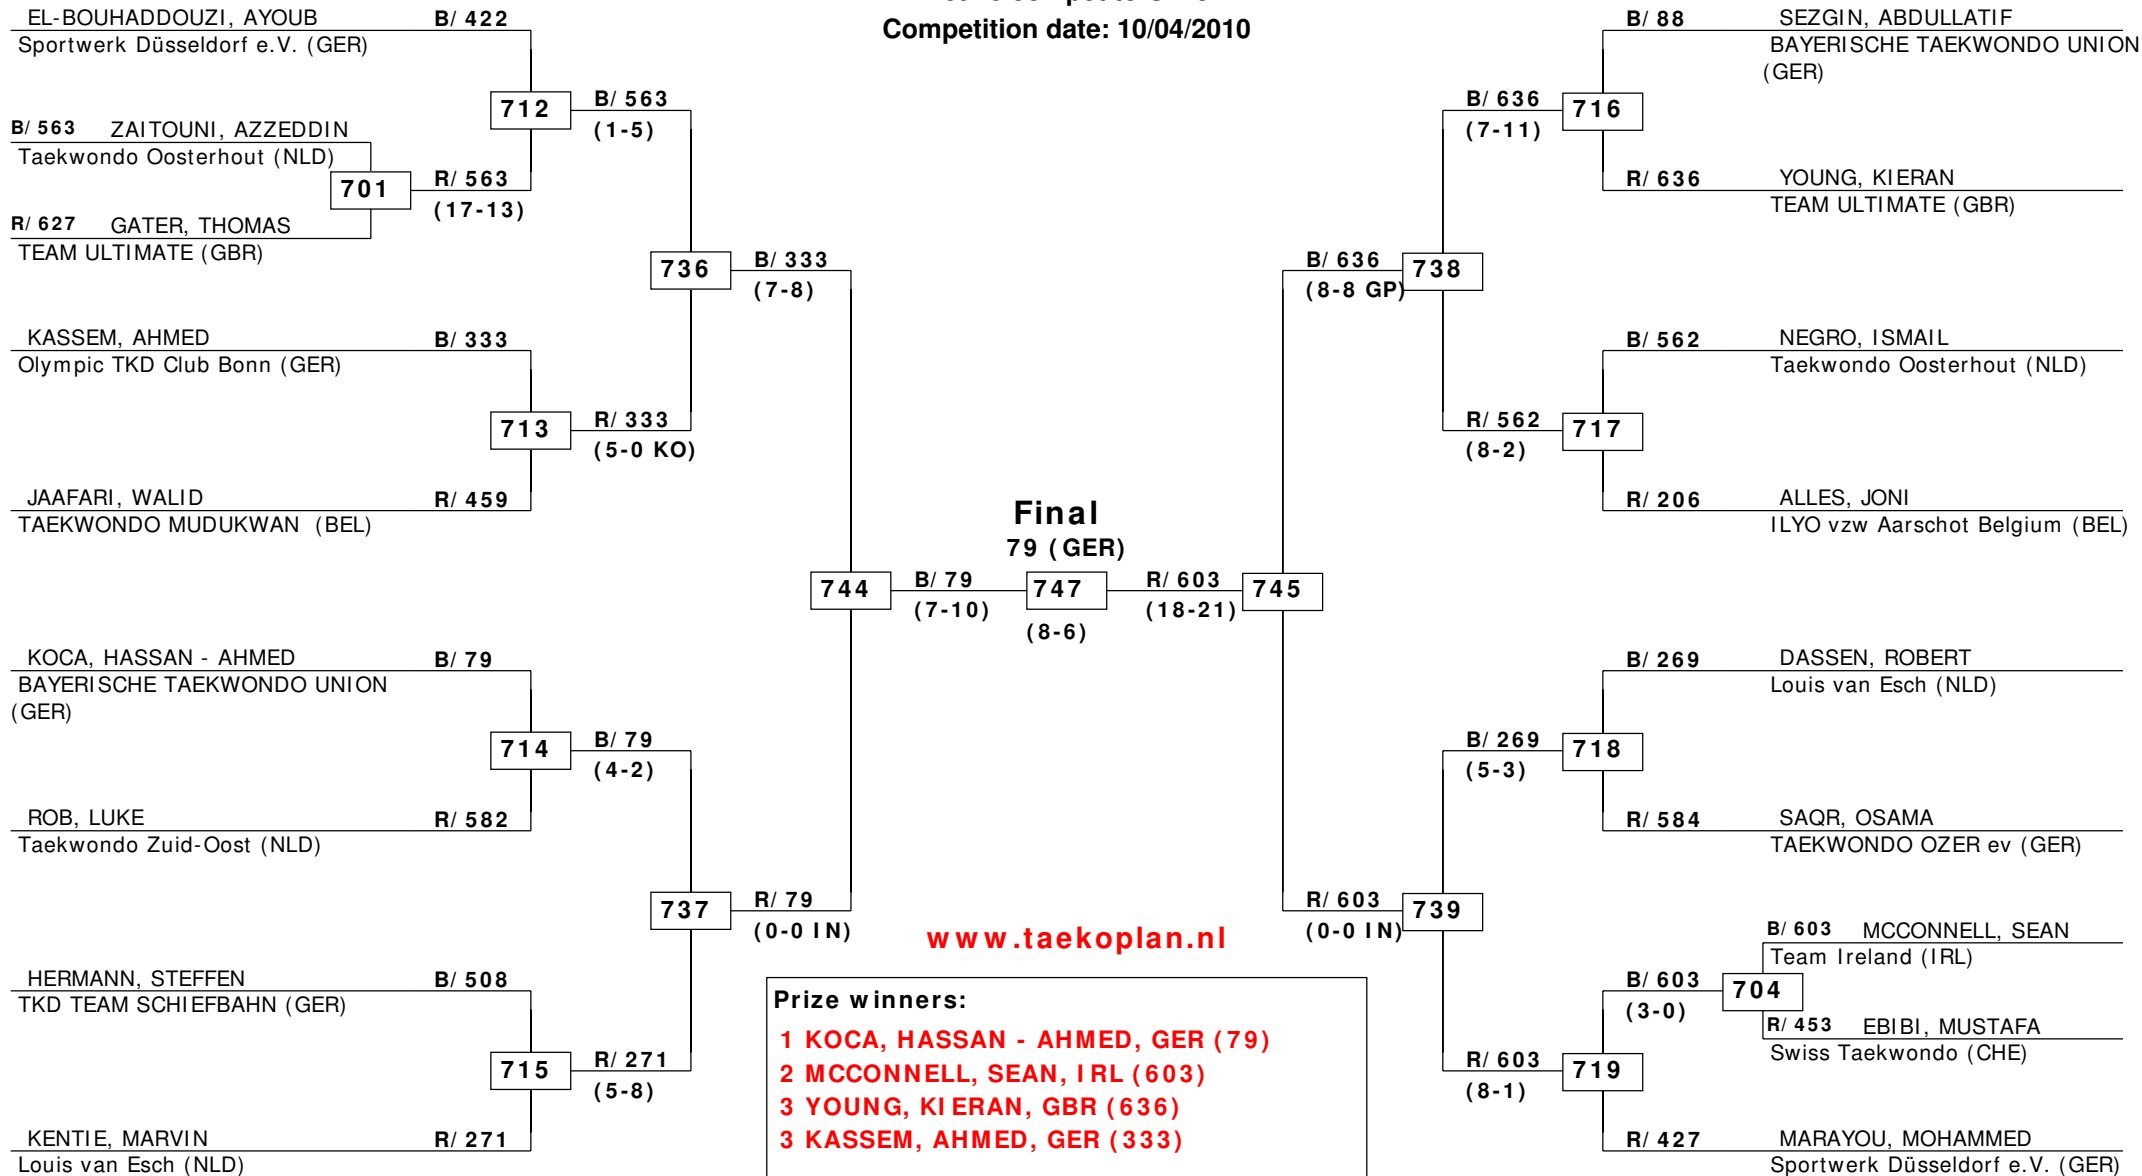 Competition date: 10/04/2010
EL-BOUHADDOUZI, AYOUB B/ 422
Sportwerk Düsseldorf e.V. (GER)
712
B/ 563
(1-5)
B/ 563 ZAITOUNI, AZZEDDIN
Taekwondo Oosterhout (NLD)
701
R/ 563
(17-13)
R/ 627 GATER, THOMAS
TEAM ULTIMATE (GBR)
736
B/ 333
(7-8)
KASSEM, AHMED B/ 333
Olympic TKD Club Bonn (GER)
713
R/ 333
(5-0 KO)
JAAFARI, WALID R/ 459
TAEKWONDO MUDUKWAN (BEL)
744
B/ 79
(7-10)
KOCA, HASSAN - AHMED B/ 79
BAYERISCHE TAEKWONDO UNION
(GER)
714
B/ 79
(4-2)
ROB, LUKE R/ 582
Taekwondo Zuid-Oost (NLD)
737
R/ 79
(0-0 IN)
HERMANN, STEFFEN B/ 508
TKD TEAM SCHIEFBAHN (GER)
715
R/ 271
(5-8)
KENTIE, MARVIN R/ 271
Louis van Esch (NLD)
Final
79 (GER)
747
(8-6)
R/ 603
(18-21)
745
B/ 88 SEZGIN, ABDULLATIF
BAYERISCHE TAEKWONDO UNION
(GER)
B/ 636
(7-11)
716
R/ 636 YOUNG, KIERAN
TEAM ULTIMATE (GBR)
B/ 636
(8-8 GP)
738
B/ 562 NEGRO, ISMAIL
Taekwondo Oosterhout (NLD)
R/ 562
(8-2)
717
R/ 206 ALLES, JONI
ILYO vzw Aarschot Belgium (BEL)
B/ 269 DASSEN, ROBERT
Louis van Esch (NLD)
B/ 269
(5-3)
718
R/ 584 SAQR, OSAMA
TAEKWONDO OZER ev (GER)
R/ 603
(0-0 IN)
739
B/ 603 MCCONNELL, SEAN
Team Ireland (IRL)
B/ 603
(3-0)
704
R/ 453 EBIBI, MUSTAFA
Swiss Taekwondo (CHE)
R/ 603
(8-1)
719
R/ 427 MARAYOU, MOHAMMED
Sportwerk Düsseldorf e.V. (GER)
www.taekoplan.nl
Prize winners:
1 KOCA, HASSAN - AHMED, GER (79)
2 MCCONNELL, SEAN, IRL (603)
3 YOUNG, KIERAN, GBR (636)
3 KASSEM, AHMED, GER (333)